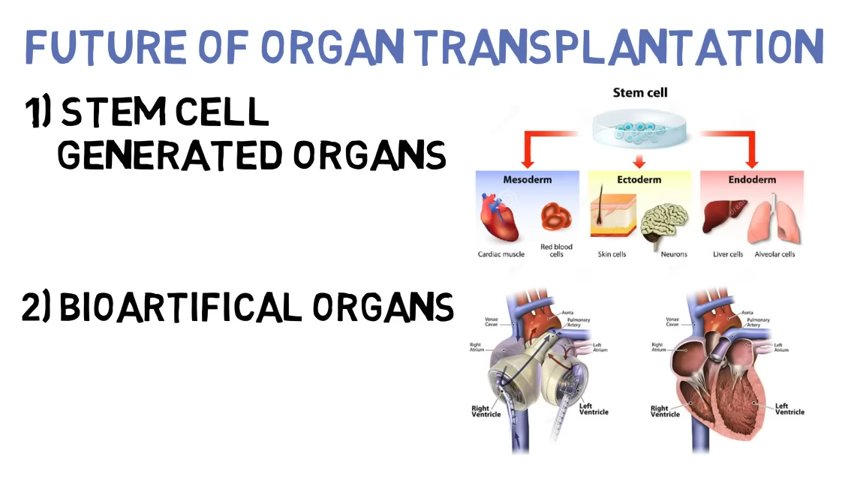 FUTURE OF ORGAN TRANSPLANTATION
1) STEM CELL
GENERATED ORGANS
Stem cell
Mesoderm
Ectoderm
Endoderm
Cardiac muscle
Red blood
cells
Skin cells
Neurons
Liver cells
Alveolar cells
2) BIOARTIFICAL ORGANS
Venae
Cavae
Aorta
Pulmonary
Artery
Right
Atrium
Left
Atrium
Right
Ventricle
Left
Ventricle
Venae
Cavae
Aorta
Pulmonary
Artery
Right
Atrium
Left
Atrium
Right
Ventricle
Left
Ventricle